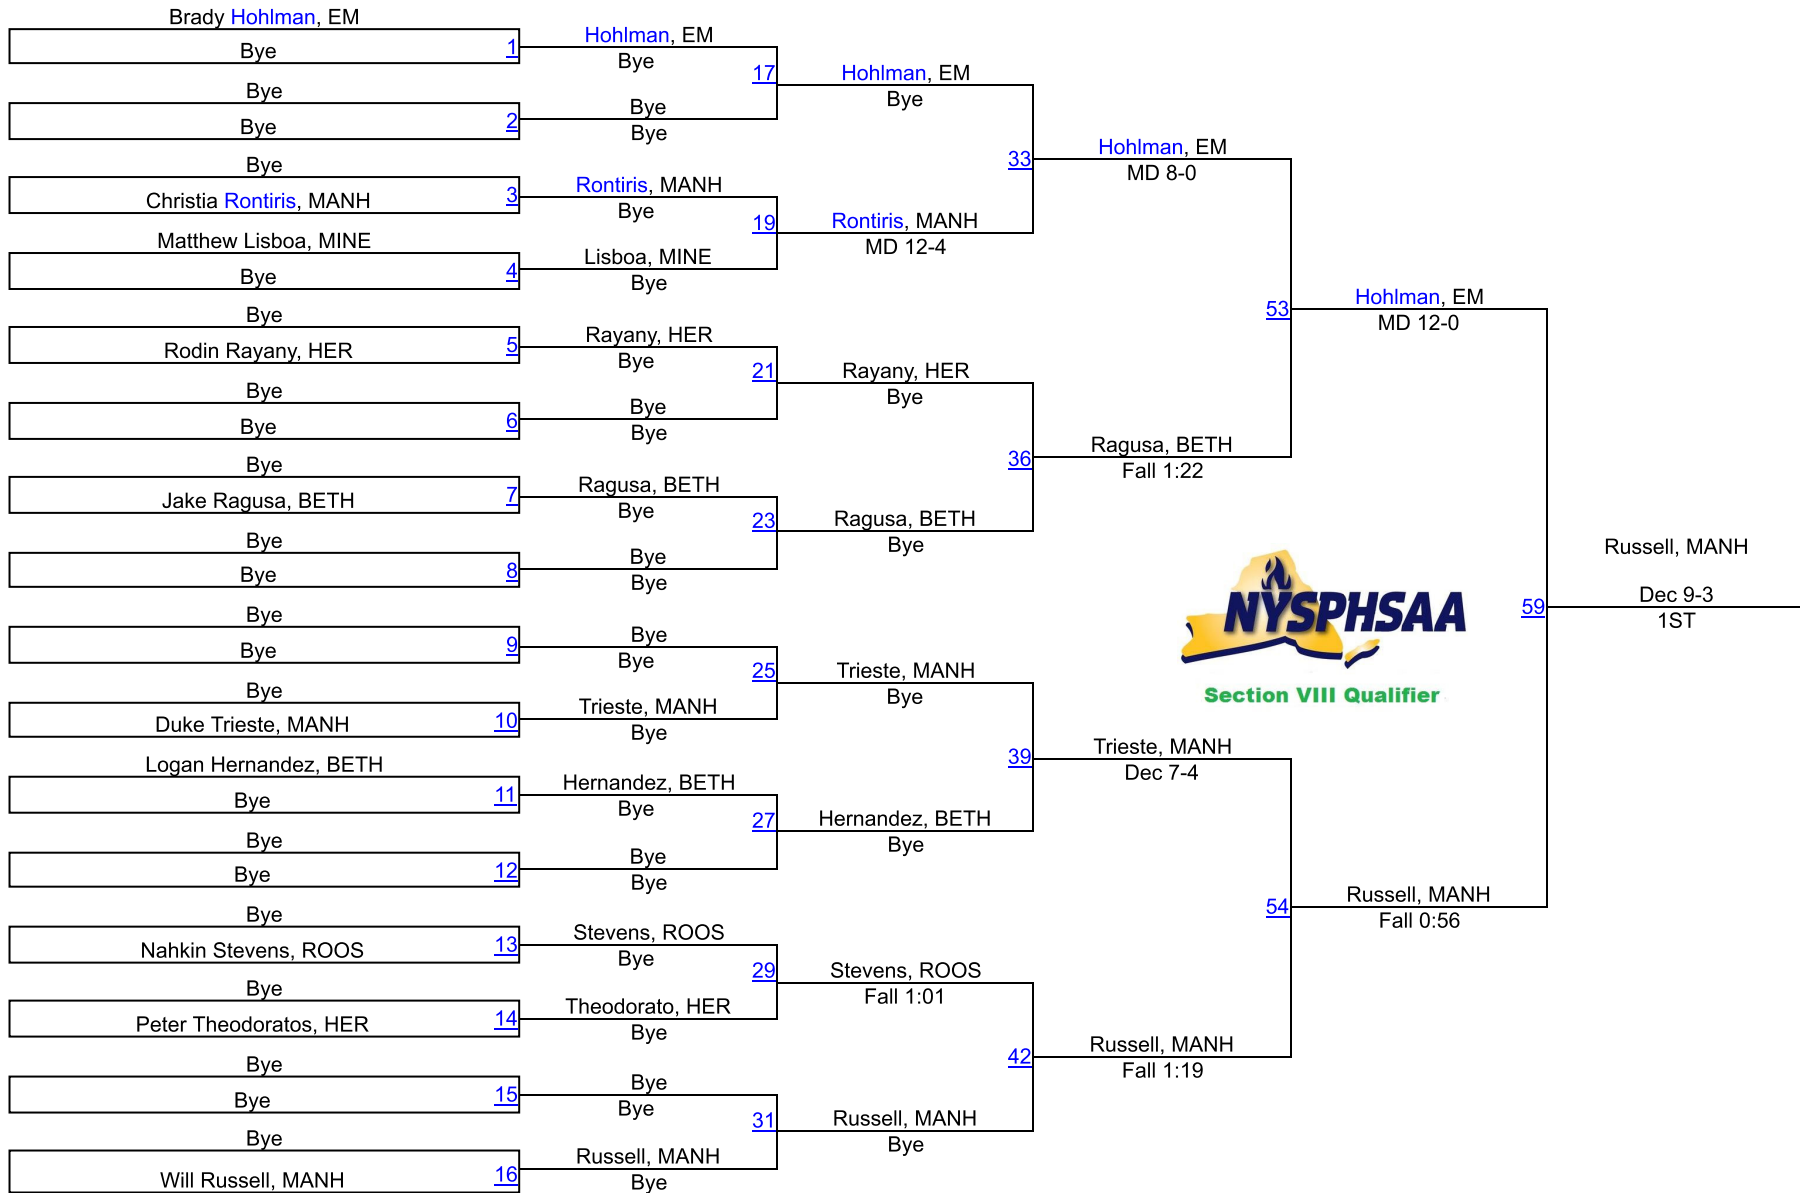 Brady Hohlman, EM
Bye
1
Bye
Bye
2
Bye
Christia Rontiris, MANH
3
Matthew Lisboa, MINE
Bye
4
Bye
Rodin Rayany, HER
5
Bye
Bye
6
Bye
Jake Ragusa, BETH
7
Bye
Bye
8
Bye
Bye
9
Bye
Duke Trieste, MANH
10
Logan Hernandez, BETH
Bye
11
Bye
Bye
12
Bye
Nahkin Stevens, ROOS
13
Bye
Peter Theodoratos, HER
14
Bye
Bye
15
Bye
Will Russell, MANH
16
Hohlman, EM
Bye
17
Bye
Bye
Rontiris, MANH
Bye
19
Lisboa, MINE
Bye
Rayany, HER
Bye
21
Bye
Bye
Ragusa, BETH
Bye
23
Bye
Bye
Bye
Bye
25
Trieste, MANH
Bye
Hernandez, BETH
Bye
27
Bye
Bye
Stevens, ROOS
Bye
29
Theodorato, HER
Bye
Bye
Bye
31
Russell, MANH
Bye
Hohlman, EM
Bye
33
Rontiris, MANH
MD 12-4
Rayany, HER
Bye
36
Ragusa, BETH
Bye
Trieste, MANH
Bye
39
Hernandez, BETH
Bye
Stevens, ROOS
Fall 1:01
42
Russell, MANH
Bye
Hohlman, EM
MD 8-0
53
Ragusa, BETH
Fall 1:22
NYSPHSAA
Section VIII Qualifier
Trieste, MANH
Dec 7-4
54
Russell, MANH
Fall 1:19
Hohlman, EM
MD 12-0
59
Russell, MANH
Fall 0:56
Russell, MANH
Dec 9-3
1ST